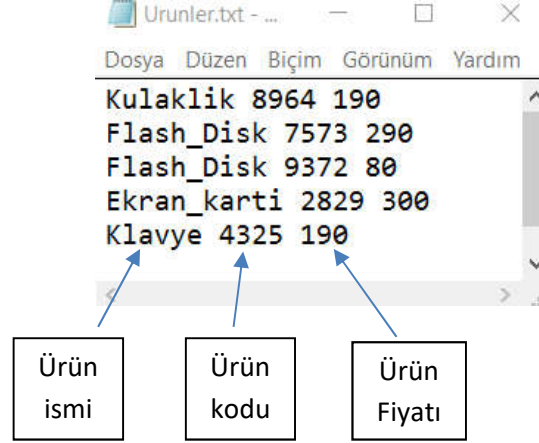 Urunler.txt - ...
Dosya Düzen Biçim Görünüm Yardım
Kulaklik 8964 190
Flash_Disk 7573 290
Flash_Disk 9372 80
Ekran_karti 2829 300
Klavye 4325 190
Ürün
ismi
Ürün
kodu
Ürün
Fiyatı